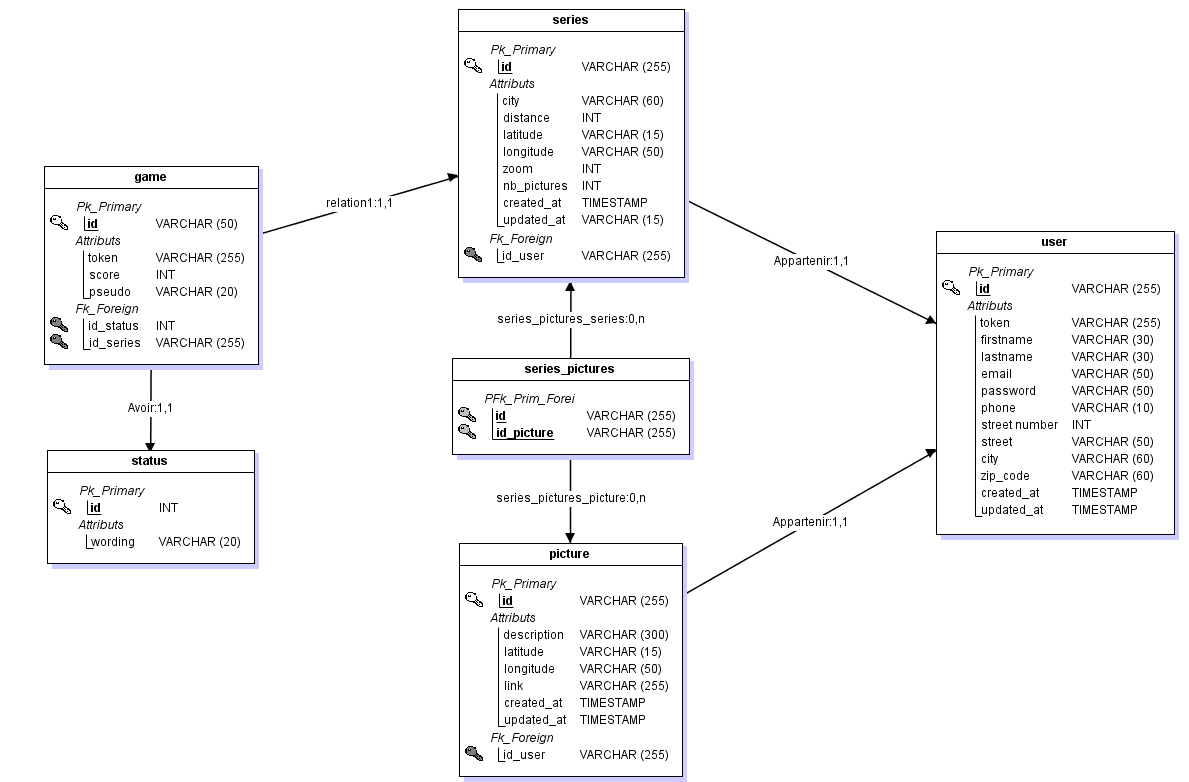 series
Pk_Primary
id VARCHAR (255)
Attributs
city VARCHAR (60)
distance INT
latitude VARCHAR (15)
longitude VARCHAR (50)
zoom INT
nb_pictures INT
created_at TIMESTAMP
updated_at VARCHAR (15)
Fk_Foreign
id_user VARCHAR (255)
game
Pk_Primary
id VARCHAR (50)
Attributs
token VARCHAR (255)
score INT
pseudo VARCHAR (20)
Fk_Foreign
id_status INT
id_series VARCHAR (255)
relation1:1,1
Appartenir:1,1
user
Pk_Primary
id VARCHAR (255)
Attributs
token VARCHAR (255)
firstname VARCHAR (30)
lastname VARCHAR (30)
email VARCHAR (50)
password VARCHAR (50)
phone VARCHAR (10)
street number INT
street VARCHAR (50)
city VARCHAR (60)
zip_code VARCHAR (60)
created_at TIMESTAMP
updated_at TIMESTAMP
series_pictures_series:0,n
series_pictures
PFk_Prim_Forei
id VARCHAR (255)
id_picture VARCHAR (255)
Avoir:1,1
status
Pk_Primary
id INT
Attributs
wording VARCHAR (20)
series_pictures_picture:0,n
Appartenir:1,1
picture
Pk_Primary
id VARCHAR (255)
Attributs
description VARCHAR (300)
latitude VARCHAR (15)
longitude VARCHAR (50)
link VARCHAR (255)
created_at TIMESTAMP
updated_at TIMESTAMP
Fk_Foreign
id_user VARCHAR (255)